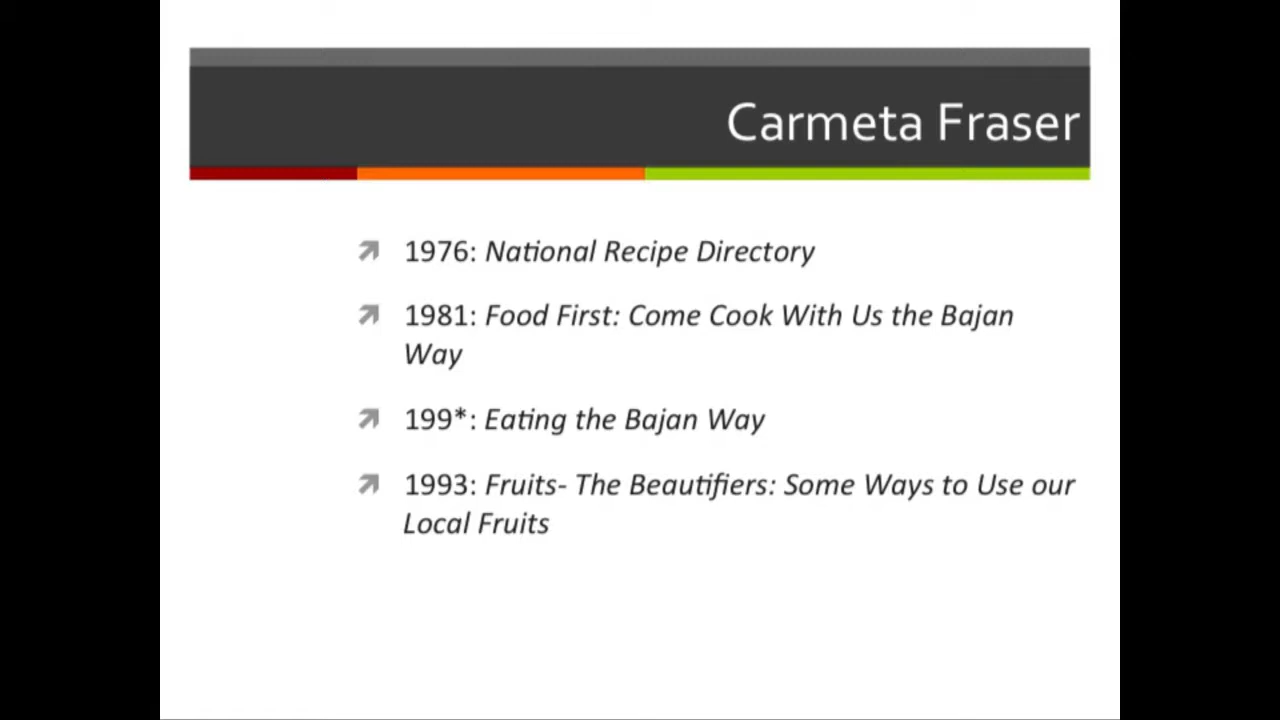 Carmeta Fraser
1976: National Recipe Directory
1981: Food First: Come Cook With Us the Bajan
Way
199*: Eating the Bajan Way
1993: Fruits- The Beautifiers: Some Ways to Use our
Local Fruits